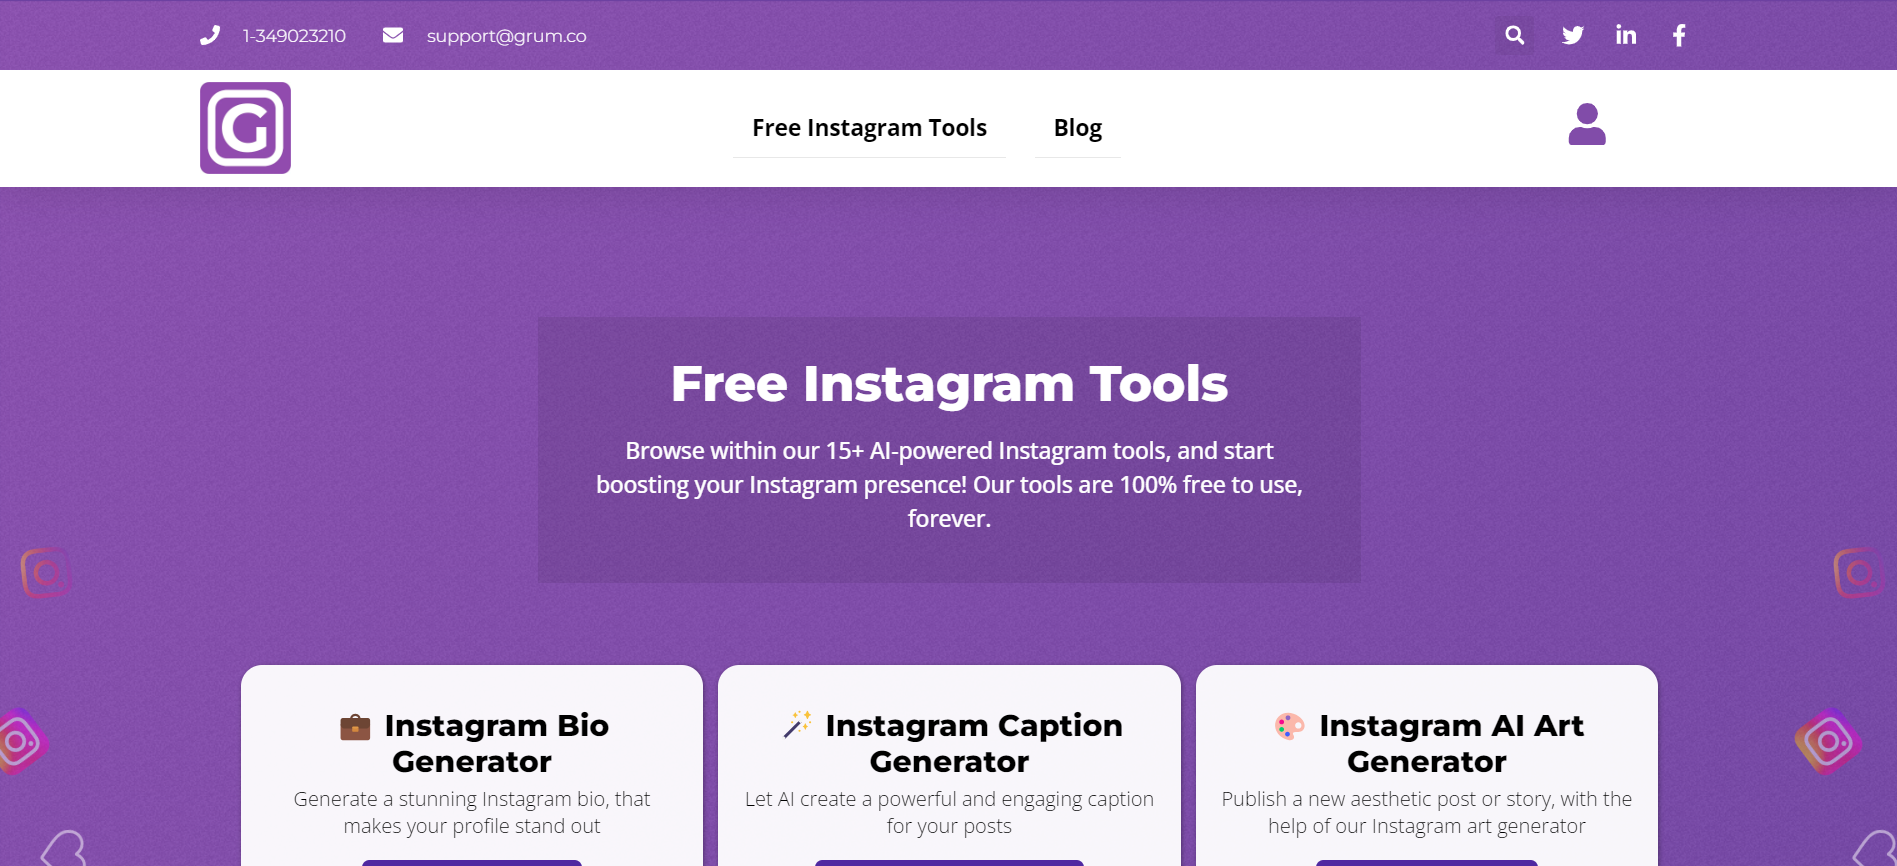 1-349023210
support@grum.co
G
Free Instagram Tools
Blog
Free Instagram Tools
Browse within our 15+ AI-powered Instagram tools, and start
boosting your Instagram presence! Our tools are 100% free to use,
forever.
Instagram Bio
Generator
Generate a stunning Instagram bio, that
makes your profile stand out
Instagram Caption
Generator
Let AI create a powerful and engaging caption
for your posts
Instagram AI Art
Generator
Publish a new aesthetic post or story, with the
help of our Instagram art generator